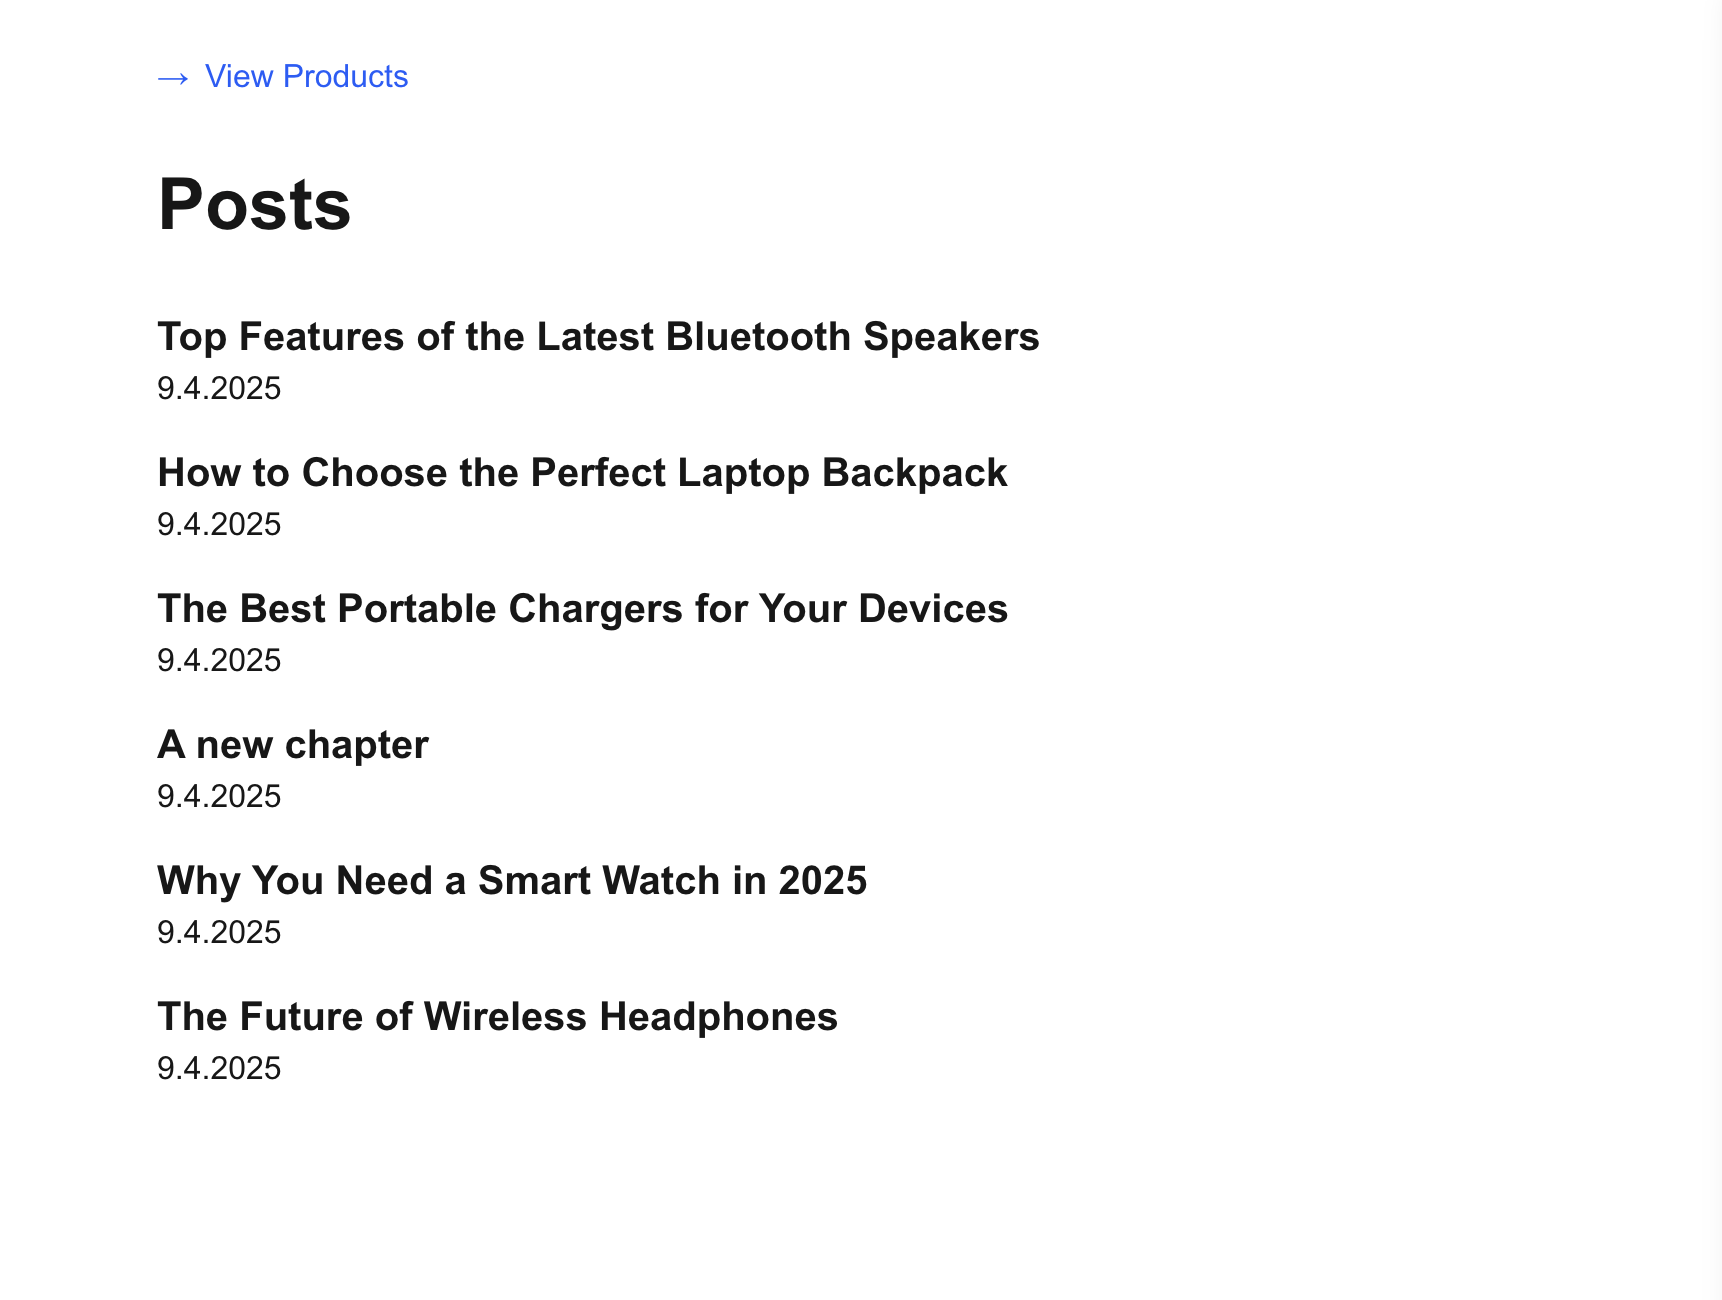 → View Products
Posts
Top Features of the Latest Bluetooth Speakers
9.4.2025
How to Choose the Perfect Laptop Backpack
9.4.2025
The Best Portable Chargers for Your Devices
9.4.2025
A new chapter
9.4.2025
Why You Need a Smart Watch in 2025
9.4.2025
The Future of Wireless Headphones
9.4.2025